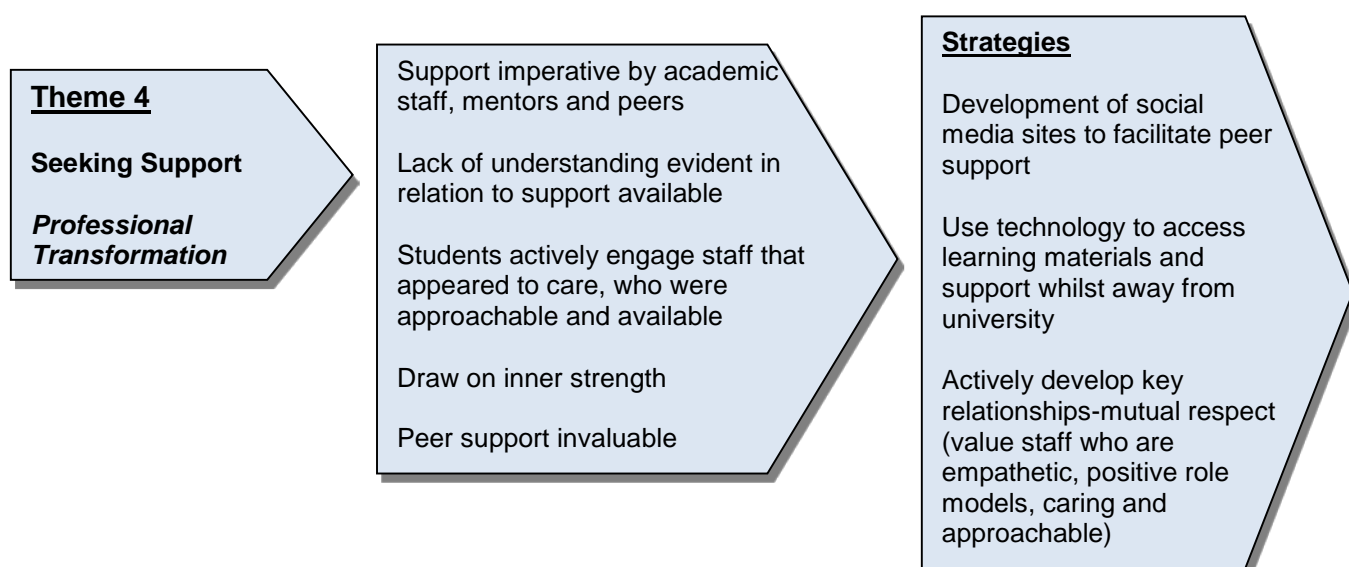 Theme 4
Seeking Support
Professional
Transformation
Support imperative by academic
staff, mentors and peers
Lack of understanding evident in
relation to support available
Students actively engage staff that
appeared to care, who were
approachable and available
Draw on inner strength
Peer support invaluable
Strategies
Development of social
media sites to facilitate peer
support
Use technology to access
learning materials and
support whilst away from
university
Actively develop key
relationships-mutual respect
(value staff who are
empathetic, positive role
models, caring and
approachable)